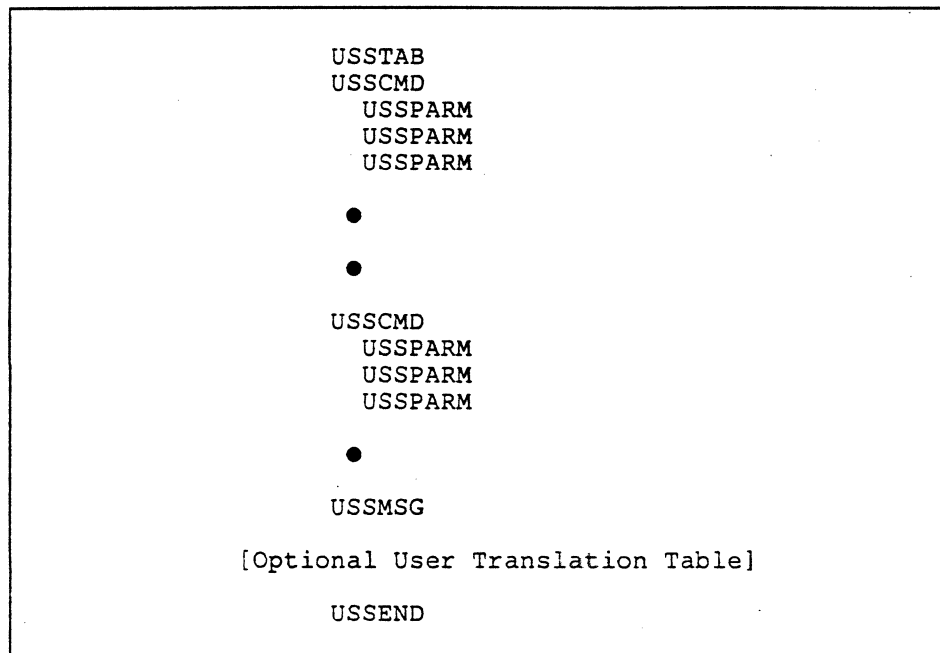 USSTAB
USSCMD
USSPARM
USSPARM
USSPARM
●
●
USSCMD
USSPARM
USSPARM
USSPARM
●
USSMSG
[Optional User Translation Table]
USSEND